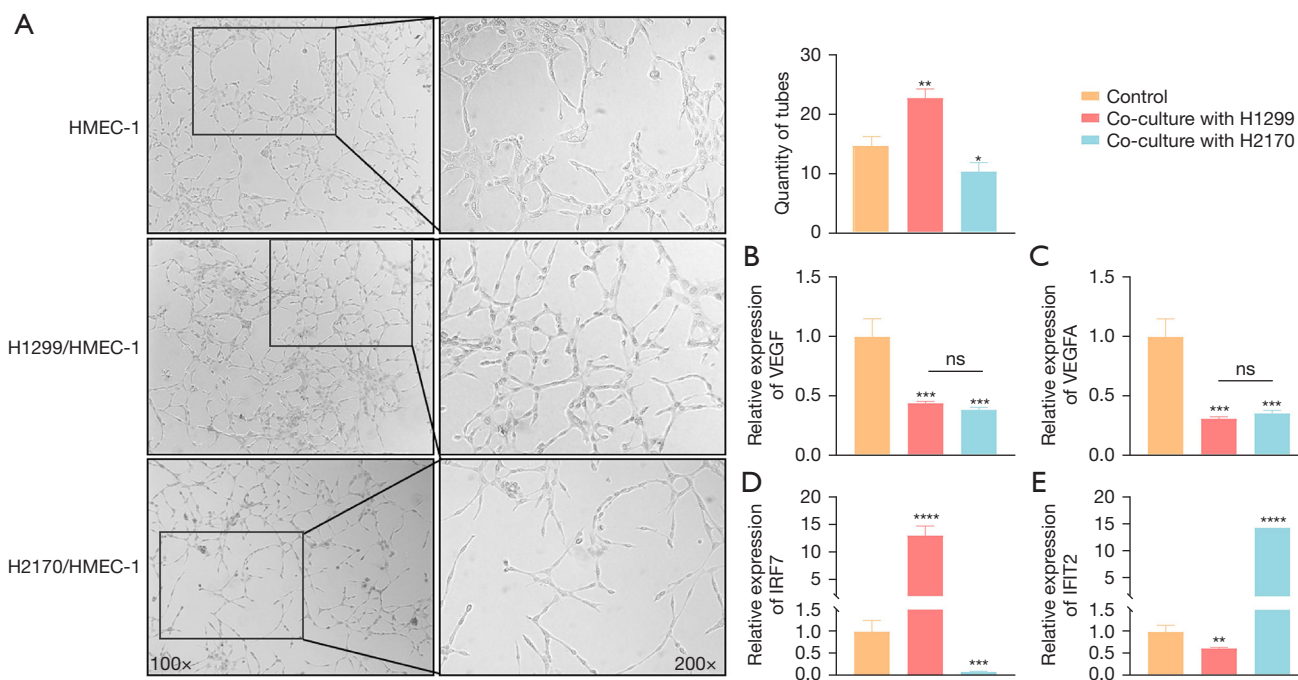 A
HMEC-1
H1299/HMEC-1
H2170/HMEC-1
100×
200×
Quantity of tubes
30
20
10
0
**
*
Control
Co-culture with H1299
Co-culture with H2170
B
Relative expression
of VEGF
1.5
1.0
0.5
0.0
***
ns
***
C
Relative expression
of VEGFA
1.5
1.0
0.5
0.0
***
ns
***
D
Relative expression
of IRF7
20
15
10
5
1.5
1.0
0.5
0.0
****
***
E
Relative expression
of IFIT2
20
15
10
5
1.5
1.0
0.5
0.0
**
****